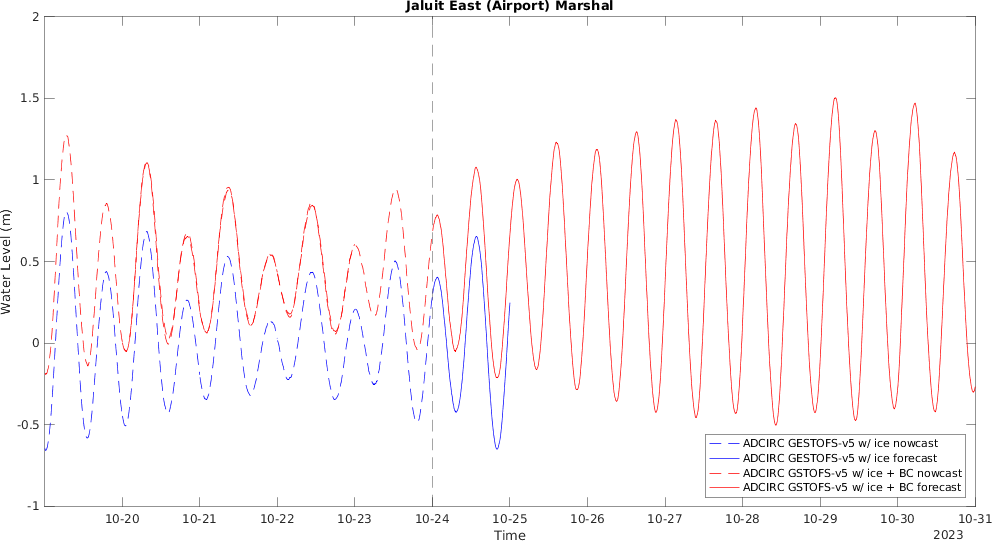 Jaluit East (Airport) Marshal
Water Level (m)
2
1.5
1
0.5
0
-0.5
-1
10-20
10-21
10-22
10-23
10-24
10-25
10-26
10-27
10-28
10-29
10-30
10-31
Time
2023
ADCIRC GESTOFS-v5 w/ ice nowcast
ADCIRC GESTOFS-v5 w/ ice forecast
ADCIRC GSTOFS-v5 w/ ice + BC nowcast
ADCIRC GSTOFS-v5 w/ ice + BC forecast